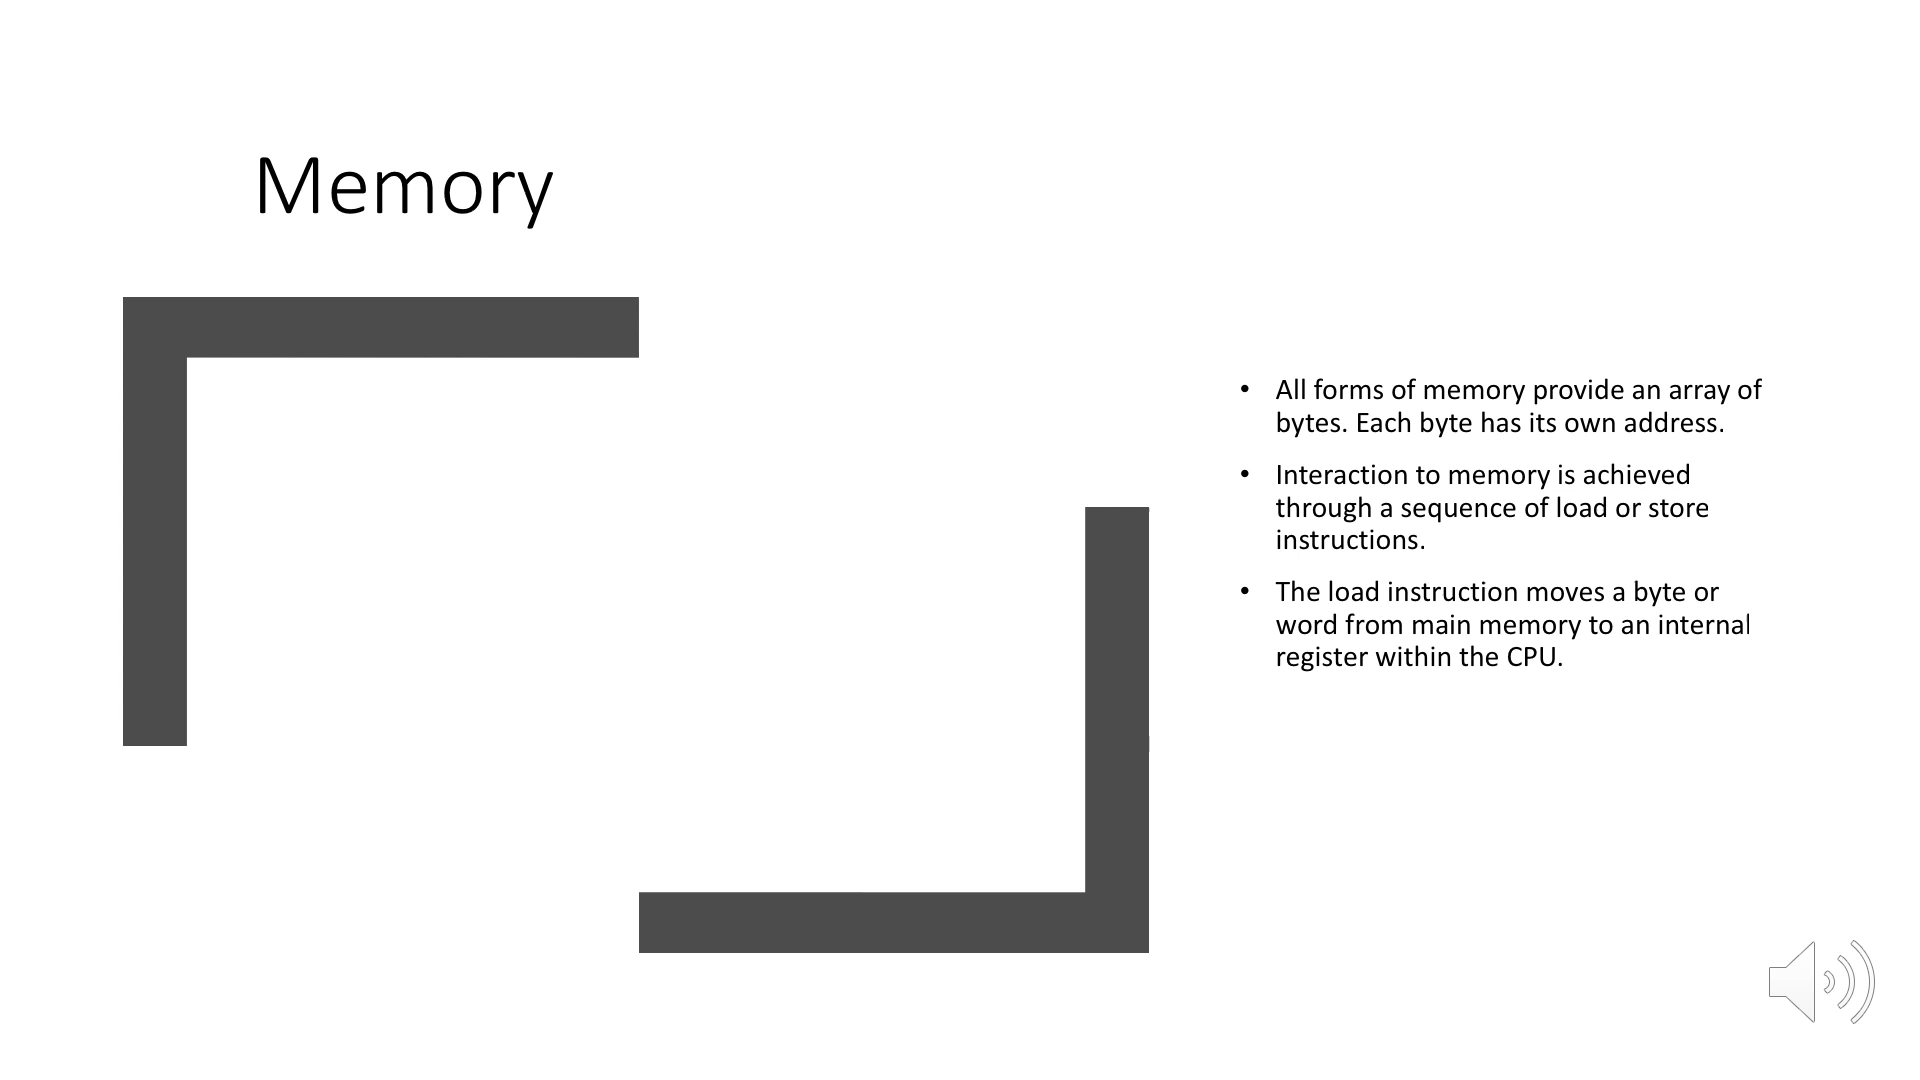 Memory
• All forms of memory provide an array of
bytes. Each byte has its own address.
• Interaction to memory is achieved
through a sequence of load or store
instructions.
• The load instruction moves a byte or
word from main memory to an internal
register within the CPU.